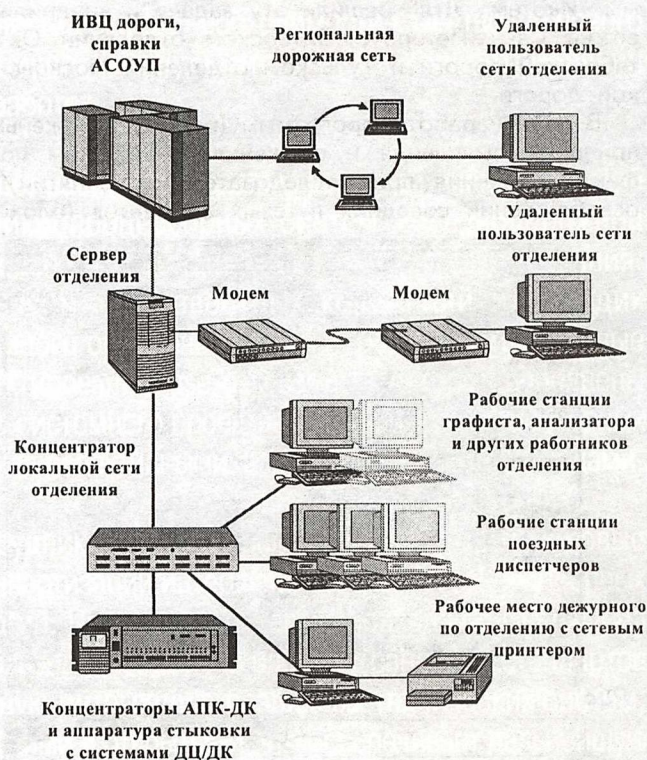 ИВЦ дороги,
справки
АСОУП
Региональная
дорожная сеть
Удаленный
пользователь
сети отделения
Удаленный
пользователь сети
отделения
Сервер
отделения
Модем
Модем
Рабочие станции
графиста, анализатора
и других работников
отделения
Концентратор
локальной сети
отделения
Рабочие станции
поездных
диспетчеров
Рабочее место дежурного
по отделению с сетевым
принтером
Концентраторы АПК-ДК
и аппаратура стыковки
с системами ДЦ/ДК